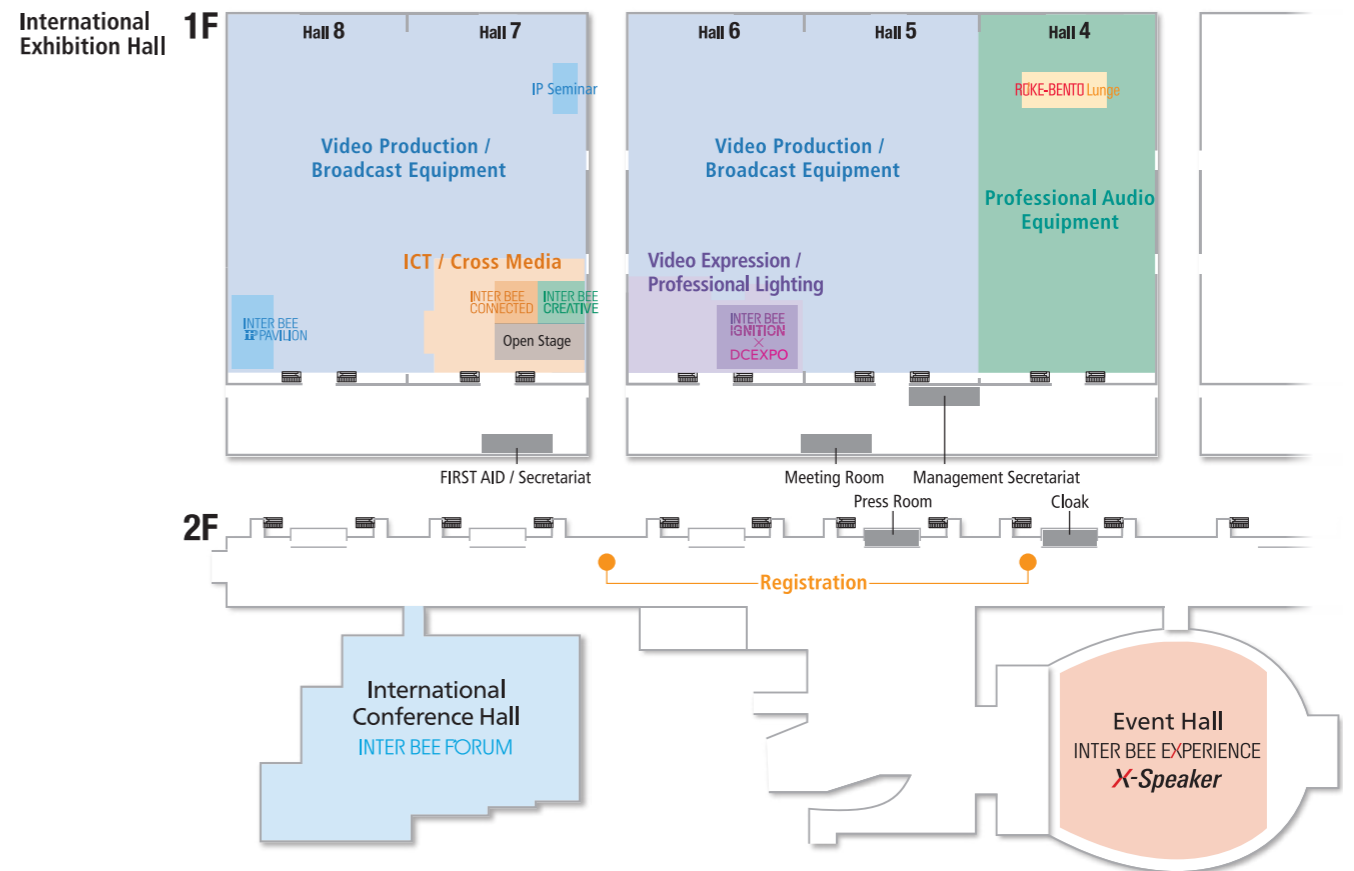 International
Exhibition Hall
1F
Hall 8
Hall 7
Hall 6
Hall 5
Hall 4
IP Seminar
ROKE-BENTO Lunge
Video Production /
Broadcast Equipment
Video Production /
Broadcast Equipment
Professional Audio
Equipment
ICT / Cross Media
Video Expression /
Professional Lighting
INTER BEE
IP PAVILION
INTER BEE
CONNECTED
INTER BEE
CREATIVE
Open Stage
INTER BEE
IGNITION
×
DCEXPO
FIRST AID / Secretariat
Meeting Room
Management Secretariat
2F
Press Room
Cloak
Registration
International
Conference Hall
INTER BEE FORUM
Event Hall
INTER BEE EXPERIENCE
X-Speaker